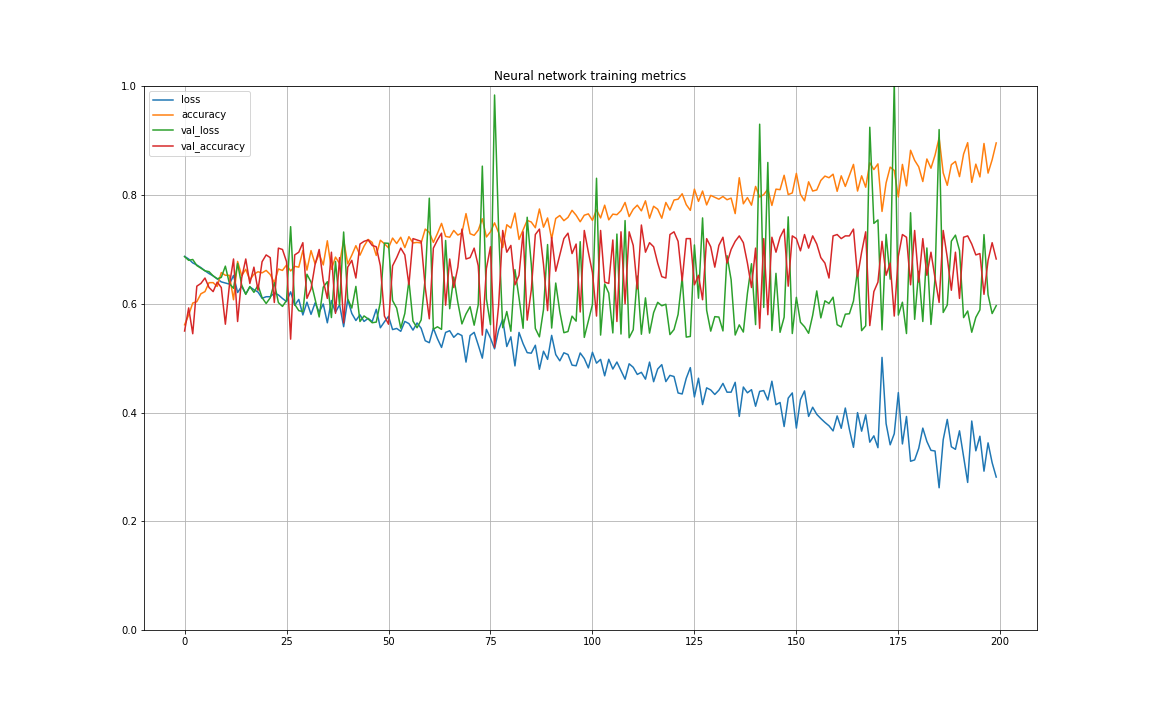 Neural network training metrics
1.0
loss
accuracy
val_loss
val_accuracy
0.8
0.6
0.4
0.2
0.0
0 25 50 75 100 125 150 175 200